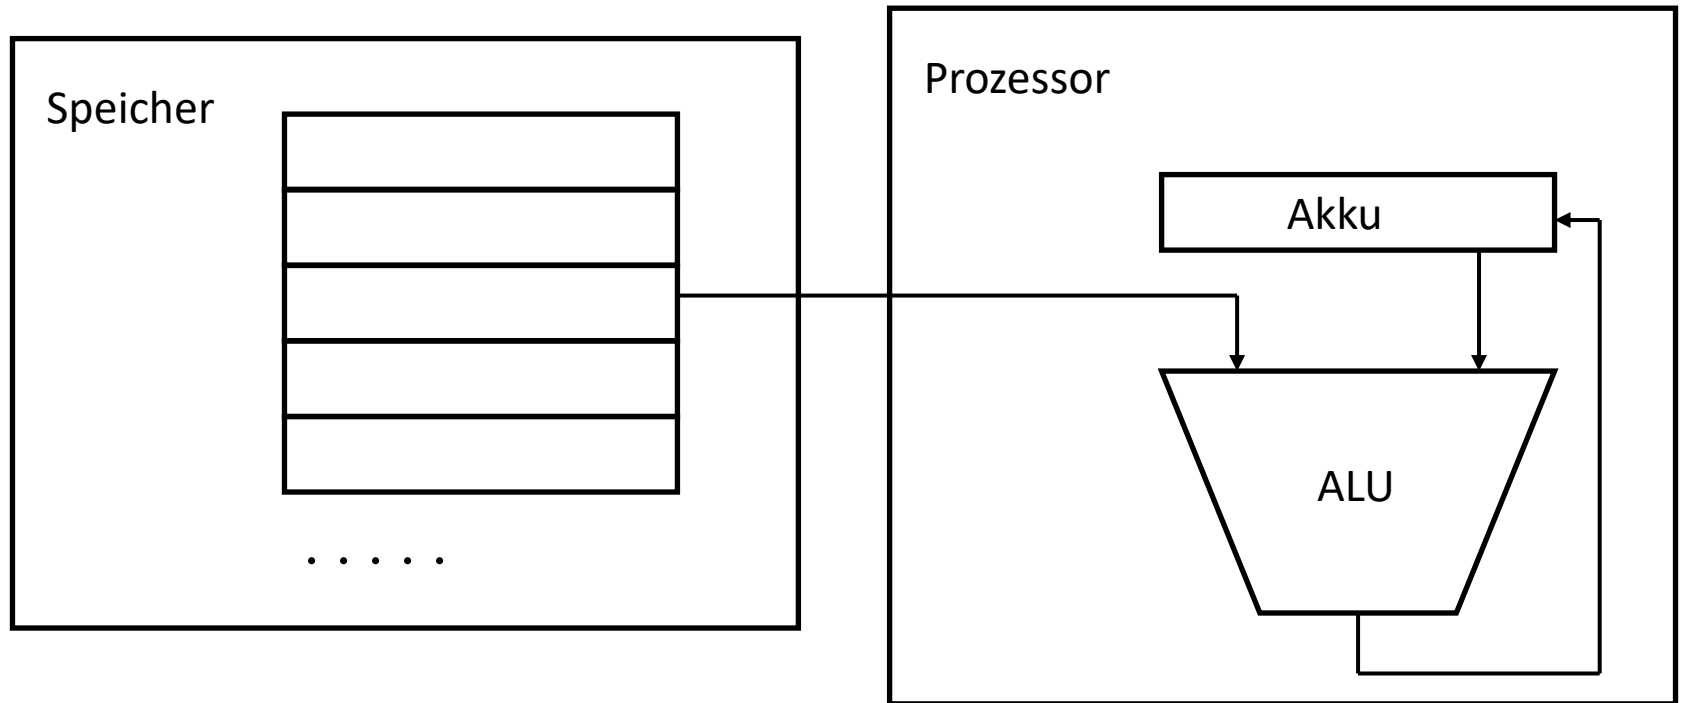 Speicher
. . . . .
Prozessor
Akku
ALU